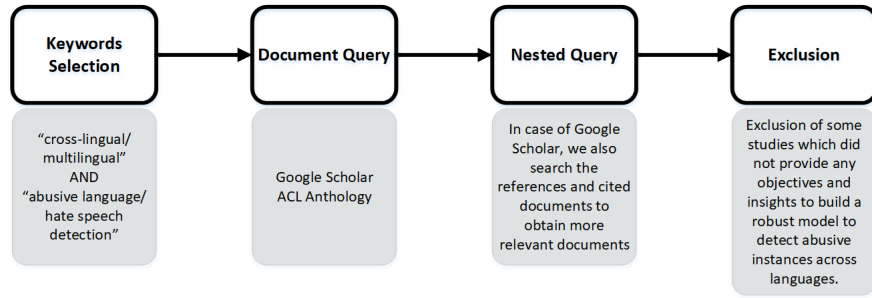 Keywords
Selection
Document Query
Nested Query
Exclusion
“cross-lingual/
multilingual”
AND
“abusive language/
hate speech
detection”
Google Scholar
ACL Anthology
In case of Google
Scholar, we also
search the
references and cited
documents to
obtain more
relevant documents
Exclusion of some
studies which did
not provide any
objectives and
insights to build a
robust model to
detect abusive
instances across
languages.